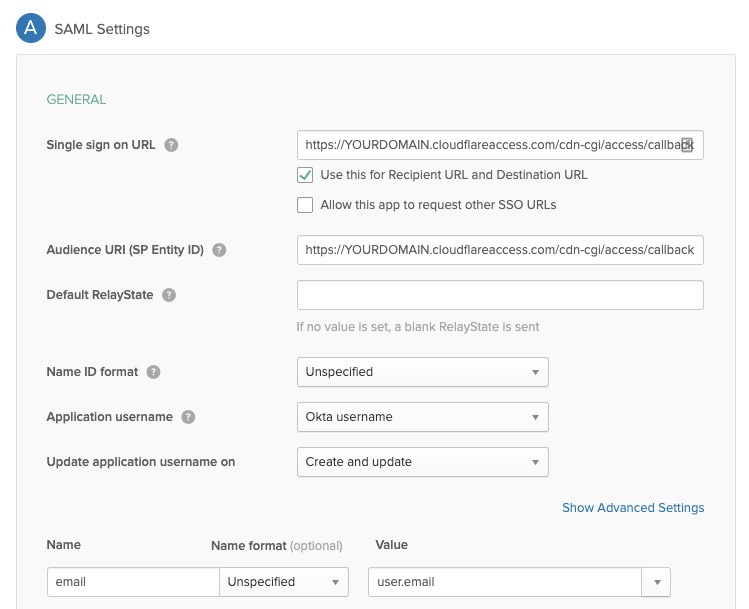 A SAML Settings
GENERAL
Single sign on URL ? https://YOURDOMAIN.cloudflareaccess.com/cdn-cgi/access/callback
Use this for Recipient URL and Destination URL
Allow this app to request other SSO URLs
Audience URI (SP Entity ID) ? https://YOURDOMAIN.cloudflareaccess.com/cdn-cgi/access/callback
Default RelayState ?
If no value is set, a blank RelayState is sent
Name ID format ? Unspecified
Application username ? Okta username
Update application username on Create and update
Show Advanced Settings
Name Name format (optional) Value
email Unspecified user.email